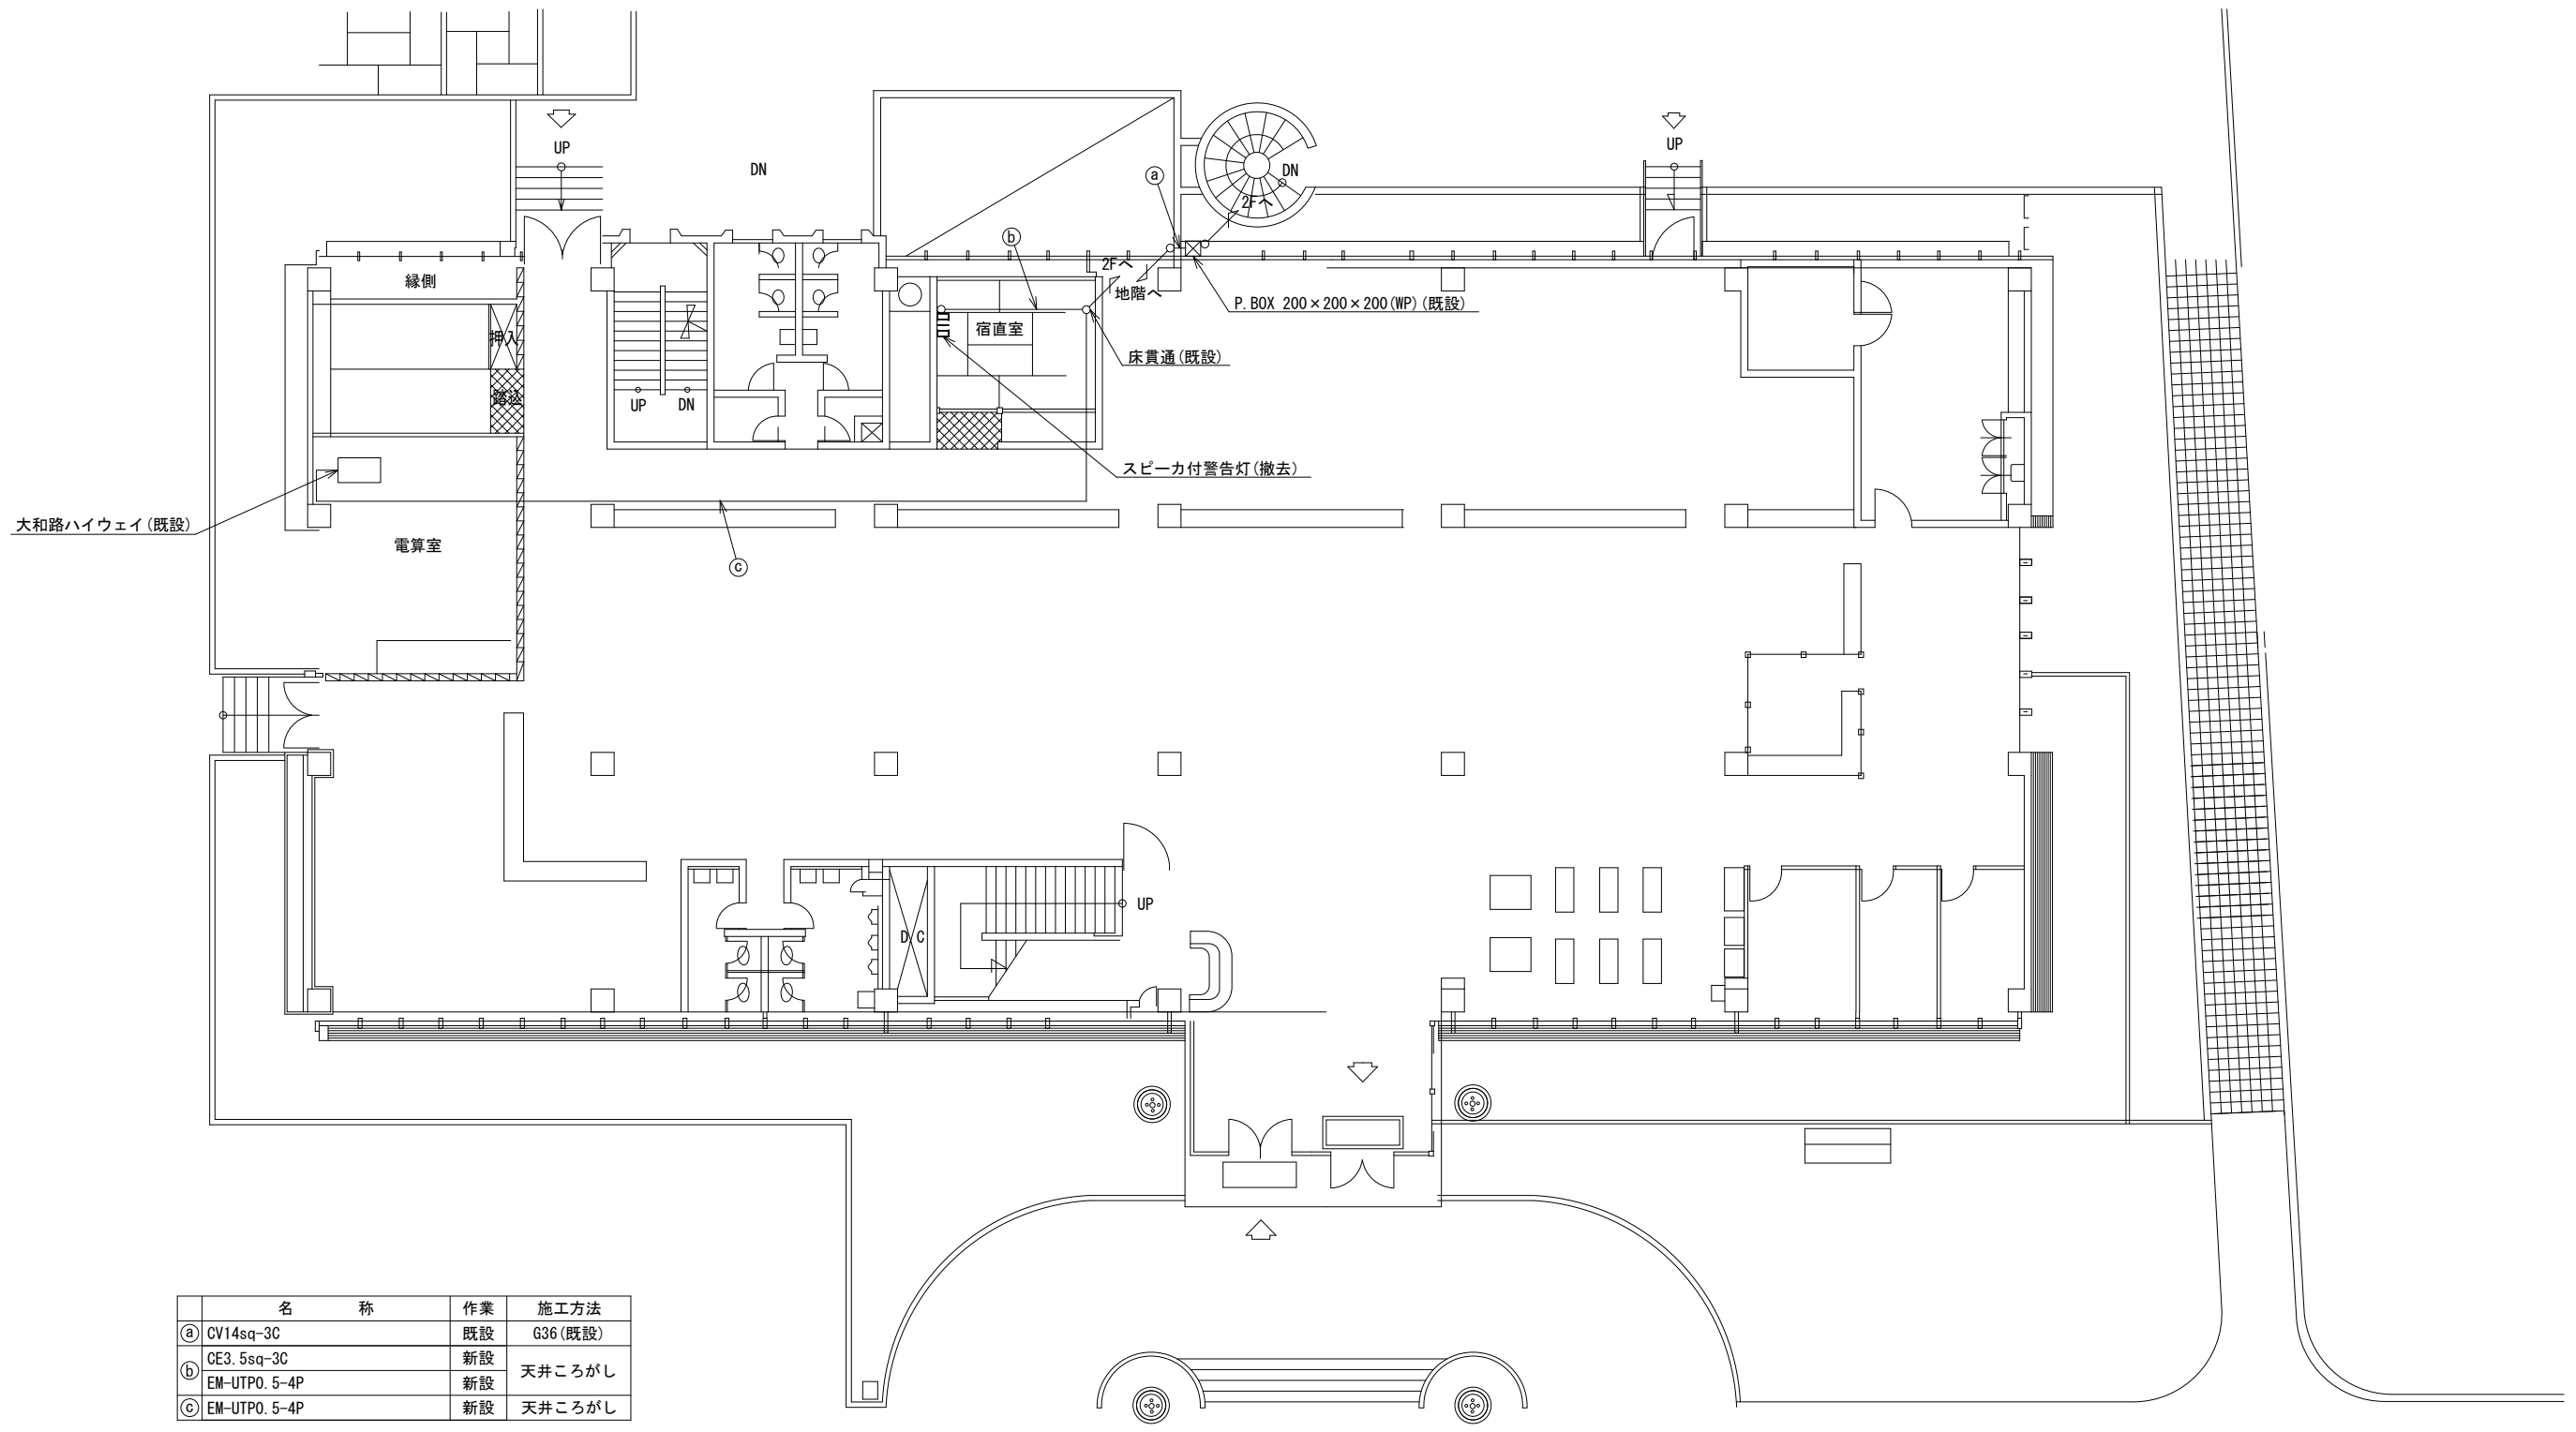 UP
DN
UP
ⓐ
DN
2Fへ
ⓑ
2Fへ
地階へ
縁側
P.BOX 200×200×200(WP)(既設)
押入
宿直室
床貫通(既設)
踏込
UP
DN
スピーカ付警告灯(撤去)
大和路ハイウェイ(既設)
電算室
ⓒ
UP
D C
名 称 作業 施工方法
ⓐ CV14sq-3C 既設 G36(既設)
ⓑ CE3.5sq-3C 新設 天井ころがし
EM-UTP0.5-4P 新設
ⓒ EM-UTP0.5-4P 新設 天井ころがし